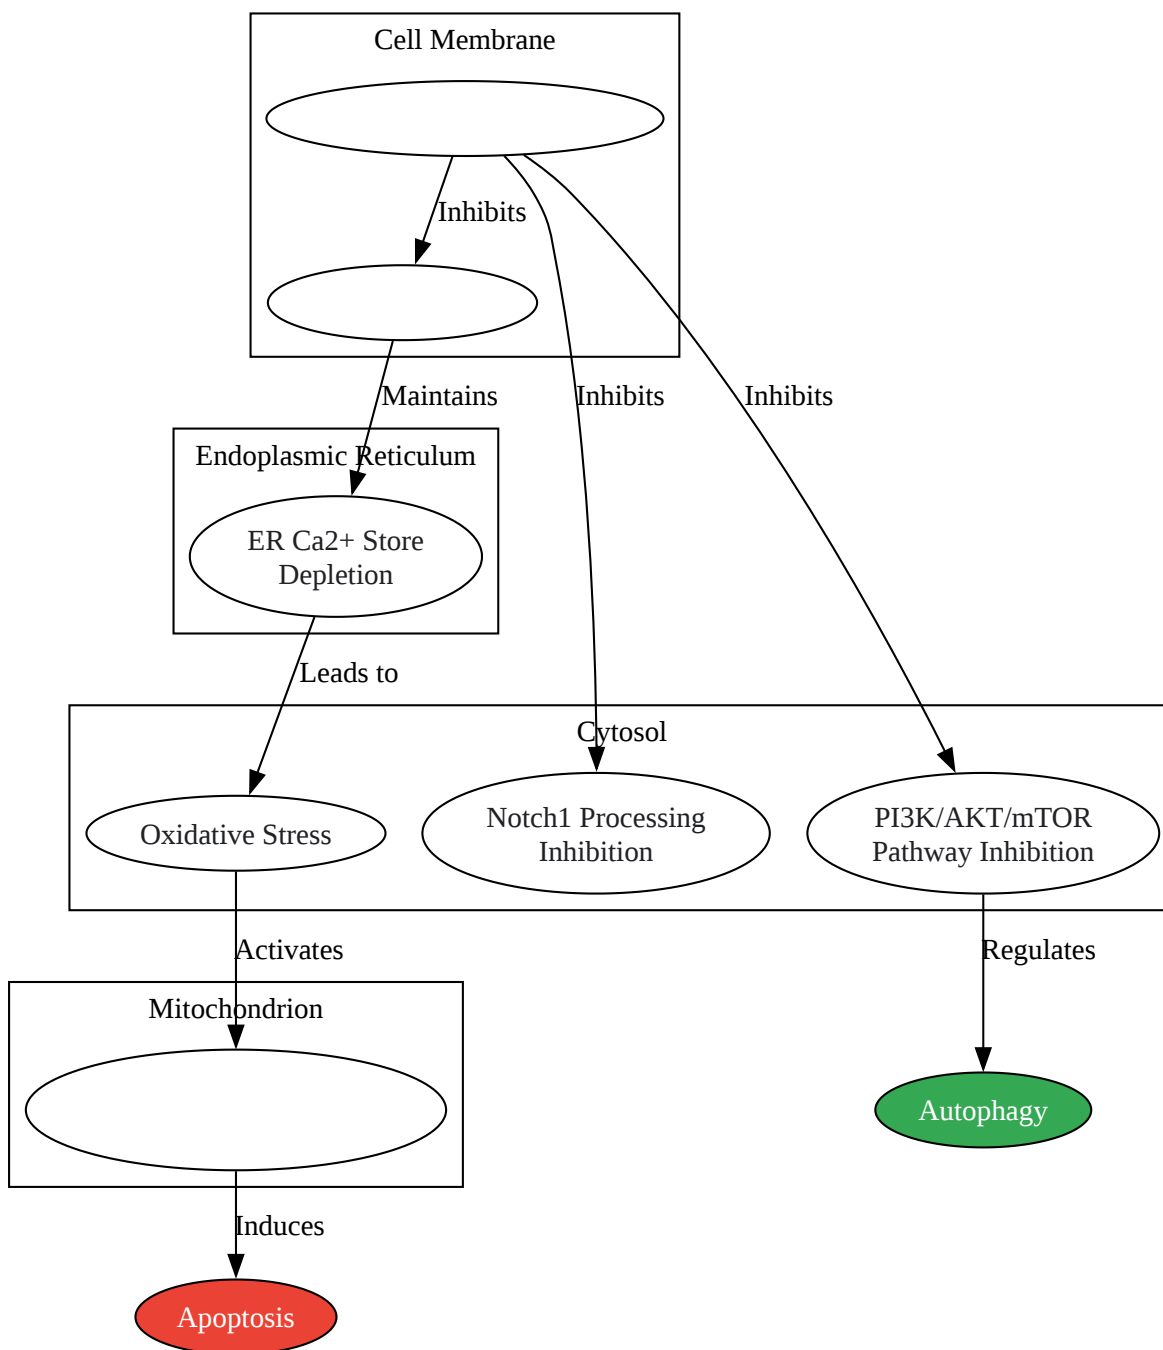 Cell Membrane
Inhibits
Maintains
Inhibits
Inhibits
Endoplasmic Reticulum
ER Ca2+ Store
Depletion
Leads to
Cytosol
Oxidative Stress
Notch1 Processing
Inhibition
PI3K/AKT/mTOR
Pathway Inhibition
Activates
Regulates
Mitochondrion
Autophagy
Induces
Apoptosis